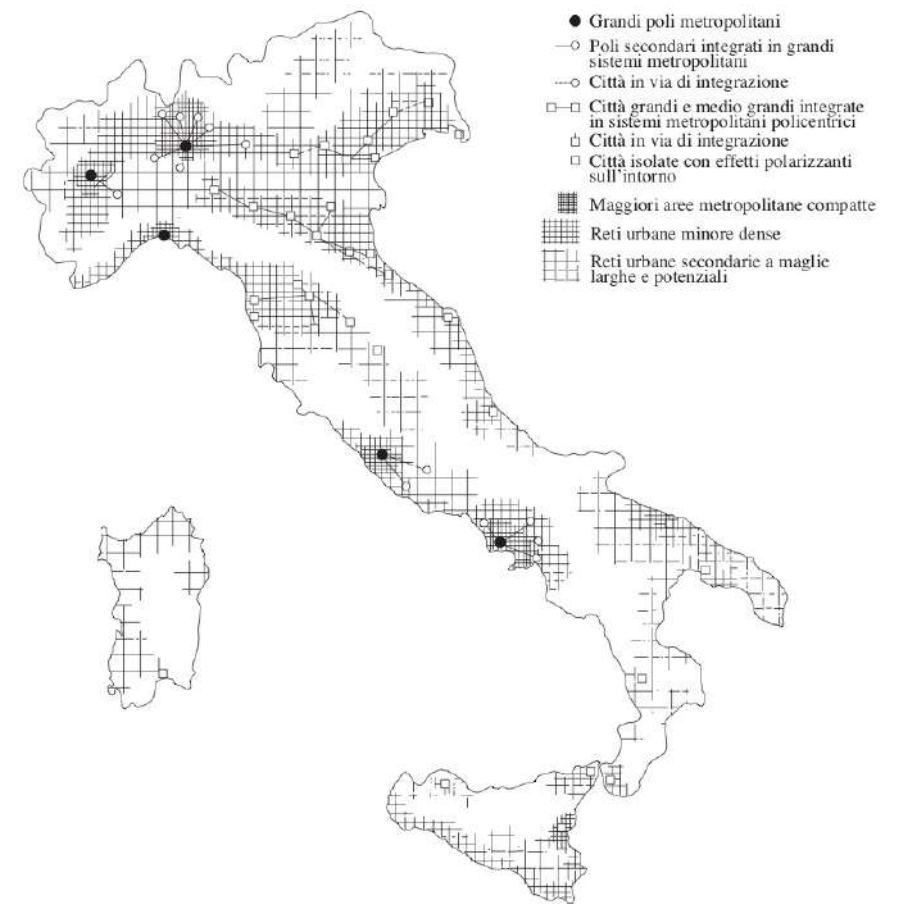 Grandi poli metropolitani
Poli secondari integrati in grandi
sistemi metropolitani
Città in via di integrazione
Città grandi e medio grandi integrate
in sistemi metropolitani policentrici
Città in via di integrazione
Città isolate con effetti polarizzanti
sull'intorno
Maggiori aree metropolitane compatte
Reti urbane minore dense
Reti urbane secondarie a maglie
larghe e potenziali